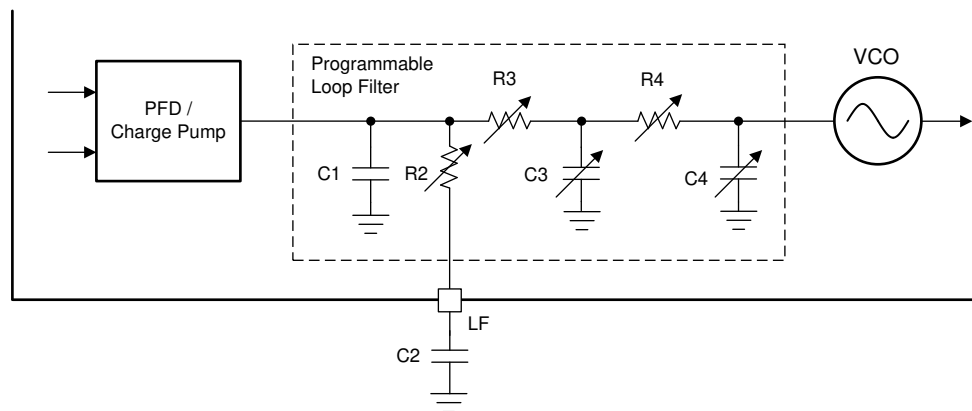 Programmable
Loop Filter
VCO
R3
R4
PFD /
Charge Pump
C1
R2
C3
C4
LF
C2